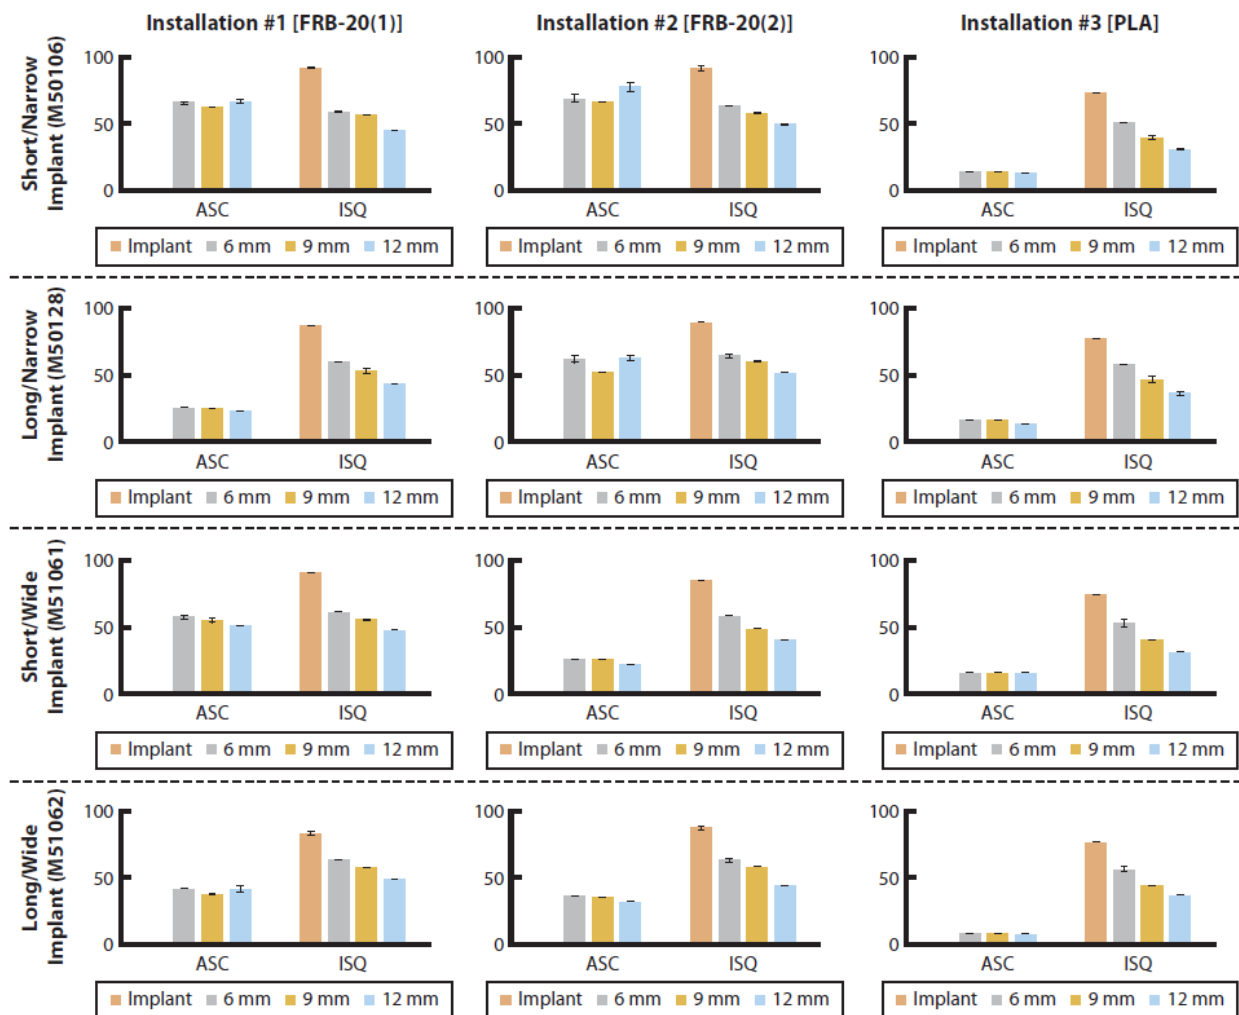 Installation #1 [FRB-20(1)] Installation #2 [FRB-20(2)] Installation #3 [PLA]
Short/Narrow
Implant (M50106)
100 100 100
50 50 50
0 0 0
ASC ISQ ASC ISQ ASC ISQ
Implant 6 mm 9 mm 12 mm Implant 6 mm 9 mm 12 mm Implant 6 mm 9 mm 12 mm
Long/Narrow
Implant (M50128)
100 100 100
50 50 50
0 0 0
ASC ISQ ASC ISQ ASC ISQ
Implant 6 mm 9 mm 12 mm Implant 6 mm 9 mm 12 mm Implant 6 mm 9 mm 12 mm
Short/Wide
Implant (M51061)
100 100 100
50 50 50
0 0 0
ASC ISQ ASC ISQ ASC ISQ
Implant 6 mm 9 mm 12 mm Implant 6 mm 9 mm 12 mm Implant 6 mm 9 mm 12 mm
Long/Wide
Implant (M51062)
100 100 100
50 50 50
0 0 0
ASC ISQ ASC ISQ ASC ISQ
Implant 6 mm 9 mm 12 mm Implant 6 mm 9 mm 12 mm Implant 6 mm 9 mm 12 mm